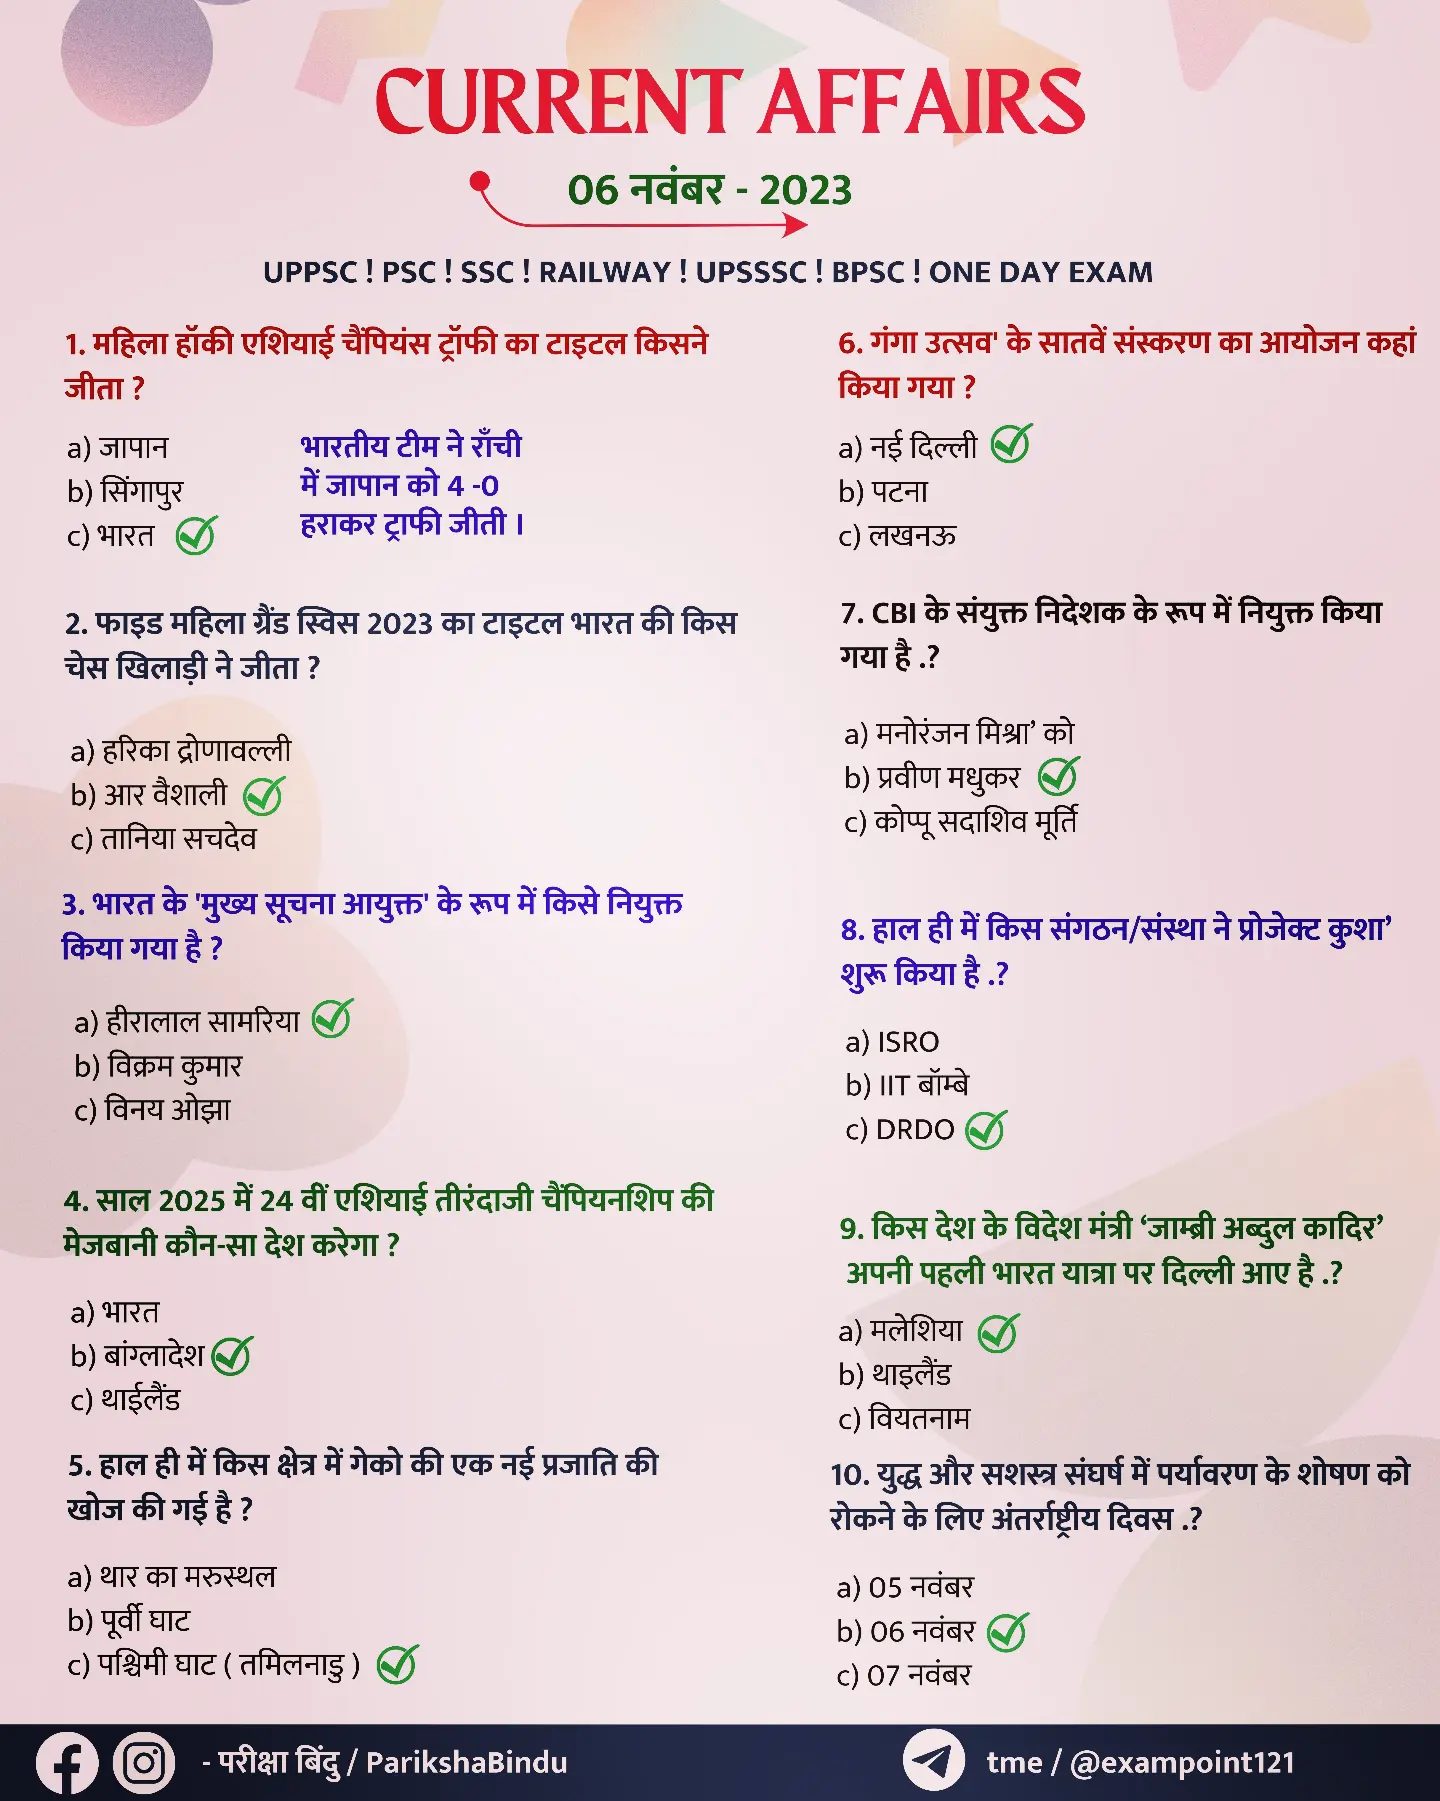 CURRENT AFFAIRS
06 नवंबर - 2023
UPPSC ! PSC ! SSC ! RAILWAY ! UPSSSC ! BPSC ! ONE DAY EXAM
1. महिला हॉकी एशियाई चैंपियंस ट्रॉफी का टाइटल किसने
जीता ?
a) जापान
b) सिंगापुर
c) भारत
भारतीय टीम ने राँची
में जापान को 4 -0
हराकर ट्राफी जीती ।
2. फाइड महिला ग्रैंड स्विस 2023 का टाइटल भारत की किस
चेस खिलाड़ी ने जीता ?
a) हरिका द्रोणावल्ली
b) आर वैशाली
c) तानिया सचदेव
3. भारत के 'मुख्य सूचना आयुक्त' के रूप में किसे नियुक्त
किया गया है ?
a) हीरालाल सामरिया
b) विक्रम कुमार
c) विनय ओझा
4. साल 2025 में 24 वीं एशियाई तीरंदाजी चैंपियनशिप की
मेजबानी कौन-सा देश करेगा ?
a) भारत
b) बांग्लादेश
c) थाईलैंड
5. हाल ही में किस क्षेत्र में गेको की एक नई प्रजाति की
खोज की गई है ?
a) थार का मरुस्थल
b) पूर्वी घाट
c) पश्चिमी घाट ( तमिलनाडु )
6. गंगा उत्सव' के सातवें संस्करण का आयोजन कहां
किया गया ?
a) नई दिल्ली
b) पटना
c) लखनऊ
7. CBI के संयुक्त निदेशक के रूप में नियुक्त किया
गया है .?
a) मनोरंजन मिश्रा’ को
b) प्रवीण मधुकर
c) कोप्पू सदाशिव मूर्ति
8. हाल ही में किस संगठन/संस्था ने प्रोजेक्ट कुशा’
शुरू किया है .?
a) ISRO
b) IIT बॉम्बे
c) DRDO
9. किस देश के विदेश मंत्री ‘जाम्ब्री अब्दुल कादिर’
अपनी पहली भारत यात्रा पर दिल्ली आए है .?
a) मलेशिया
b) थाइलैंड
c) वियतनाम
10. युद्ध और सशस्त्र संघर्ष में पर्यावरण के शोषण को
रोकने के लिए अंतर्राष्ट्रीय दिवस .?
a) 05 नवंबर
b) 06 नवंबर
c) 07 नवंबर
- परीक्षा बिंदु / ParikshaBindu
tme / @exampoint121